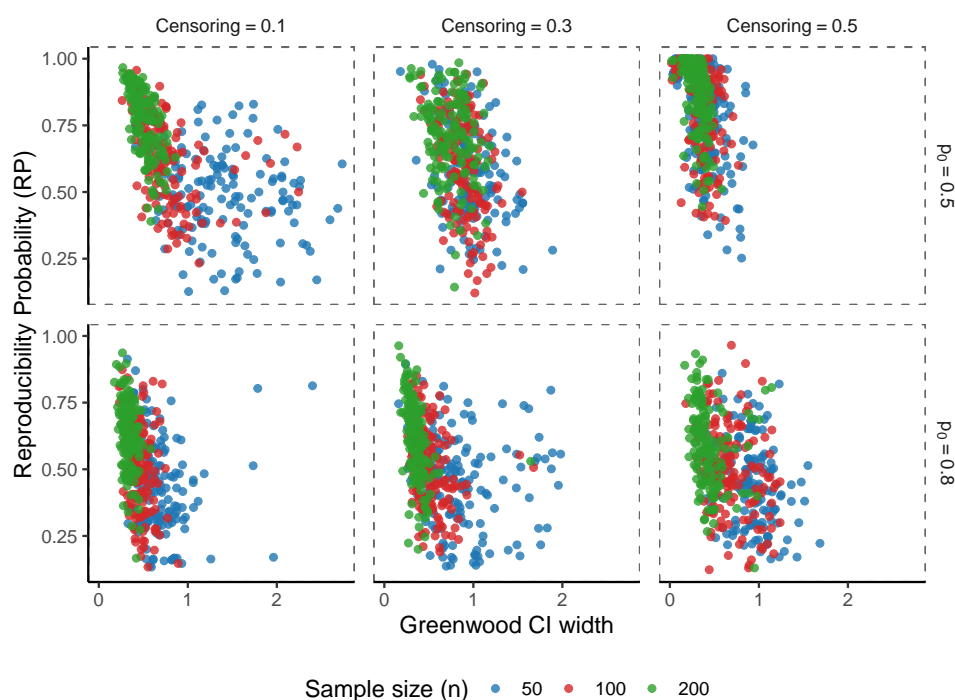 Censoring = 0.1 Censoring = 0.3 Censoring = 0.5
Reproducibility Probability (RP)
1.00
0.75
0.50
0.25
p₀ = 0.5
1.00
0.75
0.50
0.25
p₀ = 0.8
0 1 2 0 1 2 0 1 2
Greenwood CI width
Sample size (n) 50 100 200